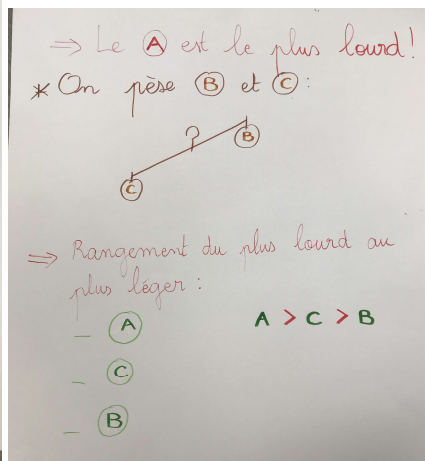 ⇒ Le A est le plus lourd!
* On pèse B et C :
?
B
C
⇒ Rangement du plus lourd au
plus léger :
_ A
A > C > B
_ C
_ B